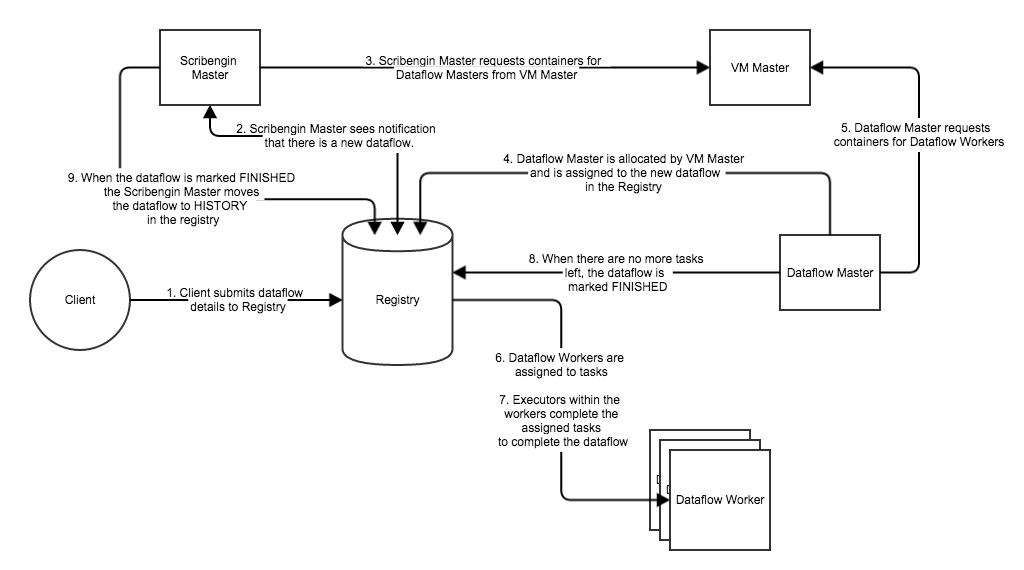 Scribengin
Master
3. Scribengin Master requests containers for
Dataflow Masters from VM Master
VM Master
2. Scribengin Master sees notification
that there is a new dataflow.
5. Dataflow Master requests
containers for Dataflow Workers
4. Dataflow Master is allocated by VM Master
and is assigned to the new dataflow
in the Registry
9. When the dataflow is marked FINISHED
the Scribengin Master moves
the dataflow to HISTORY
in the registry
8. When there are no more tasks
left, the dataflow is
marked FINISHED
Dataflow Master
Client
1. Client submits dataflow
details to Registry
Registry
6. Dataflow Workers are
assigned to tasks
7. Executors within the
workers complete the
assigned tasks
to complete the dataflow
Dataflow Worker